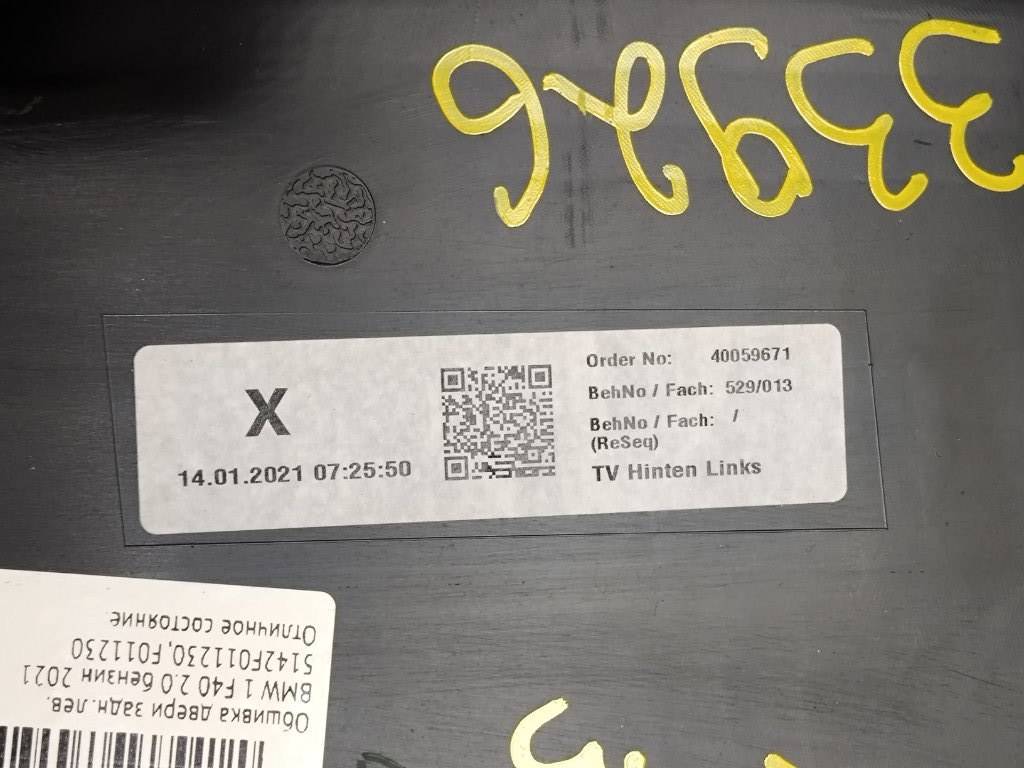 33926
X
14.01.2021 07:25:50
Order No: 40059671
BehNo / Fach: 529/013
BehNo / Fach: /
(ReSeq)
TV Hinten Links
Обшивка двери задн. лев.
BMW 1 F40 2.0 бензин 2021
5142F011230, F011230
Отличное состояние.